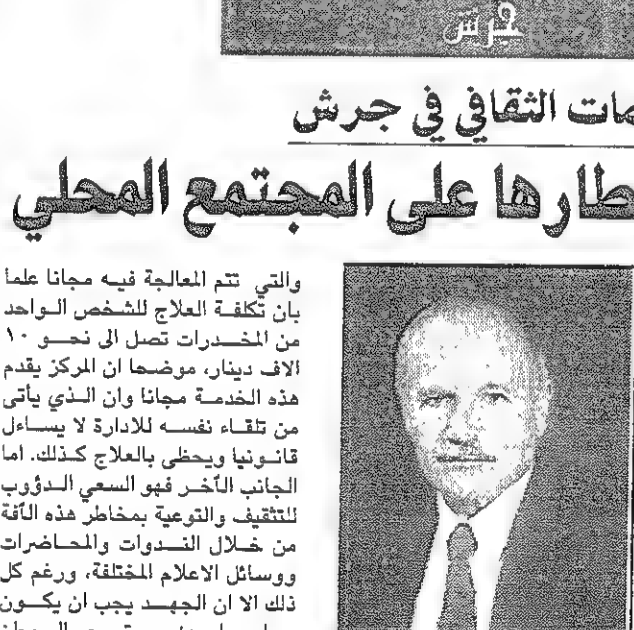 جرش
الثقافي في جرش
على المجتمع المحلي
والتي تتم المعالجة فيه مجانا علما
بان تكلفة العلاج للشخص الواحد
من المخدرات تصل الى نحو ١٠
الاف دينار، موضحا ان المركز يقدم
هذه الخدمة مجانا وان الذي يأتي
من تلقاء نفسه للادارة لا يساءل
قانونيا ويحظى بالعلاج كذلك. اما
الجانب الآخر فهو السعي الدؤوب
للتثقيف والتوعية بمخاطر هذه الآفة
من خلال الندوات والمحاضرات
ووسائل الاعلام المختلفة، ورغم كل
ذلك الا ان الجهد يجب ان يكون